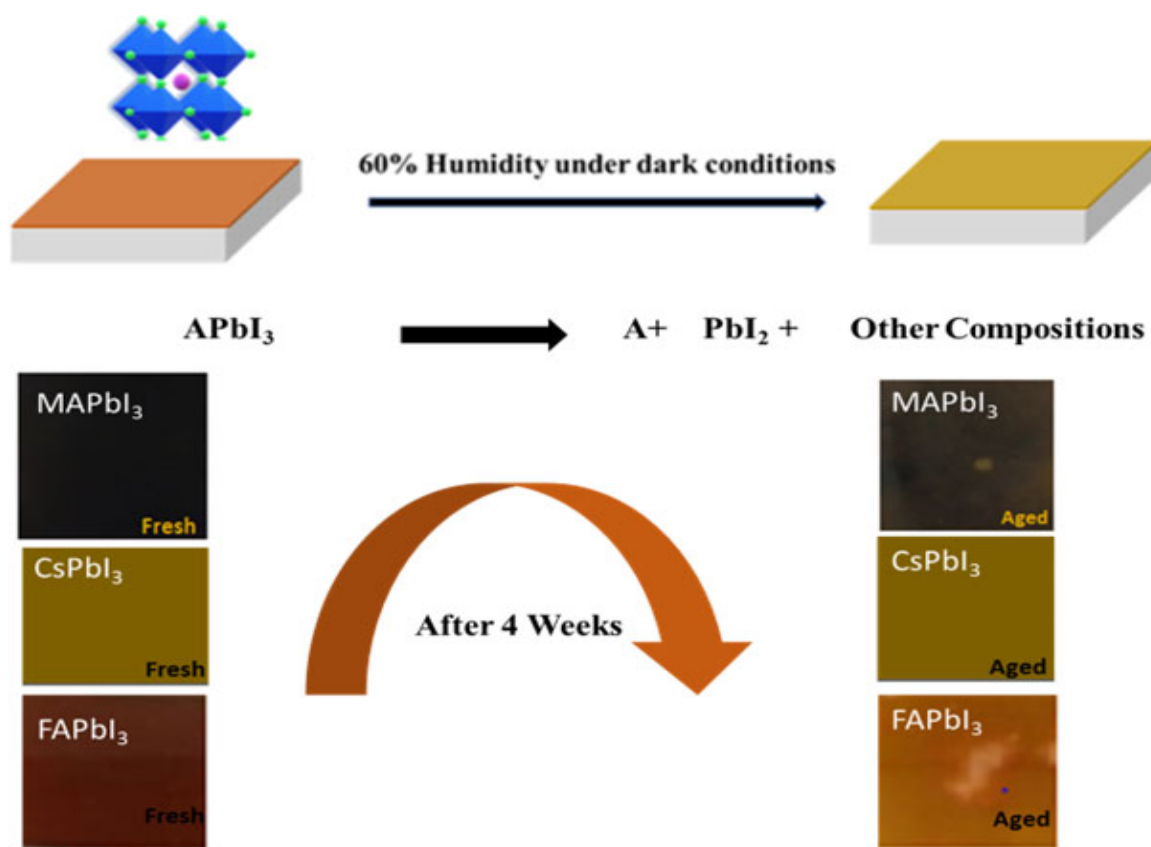 60% Humidity under dark conditions
APbI₃ A+ PbI₂ + Other Compositions
MAPbI₃
Fresh
MAPbI₃
Aged
CsPbI₃
Fresh
CsPbI₃
Aged
After 4 Weeks
FAPbI₃
Fresh
FAPbI₃
Aged